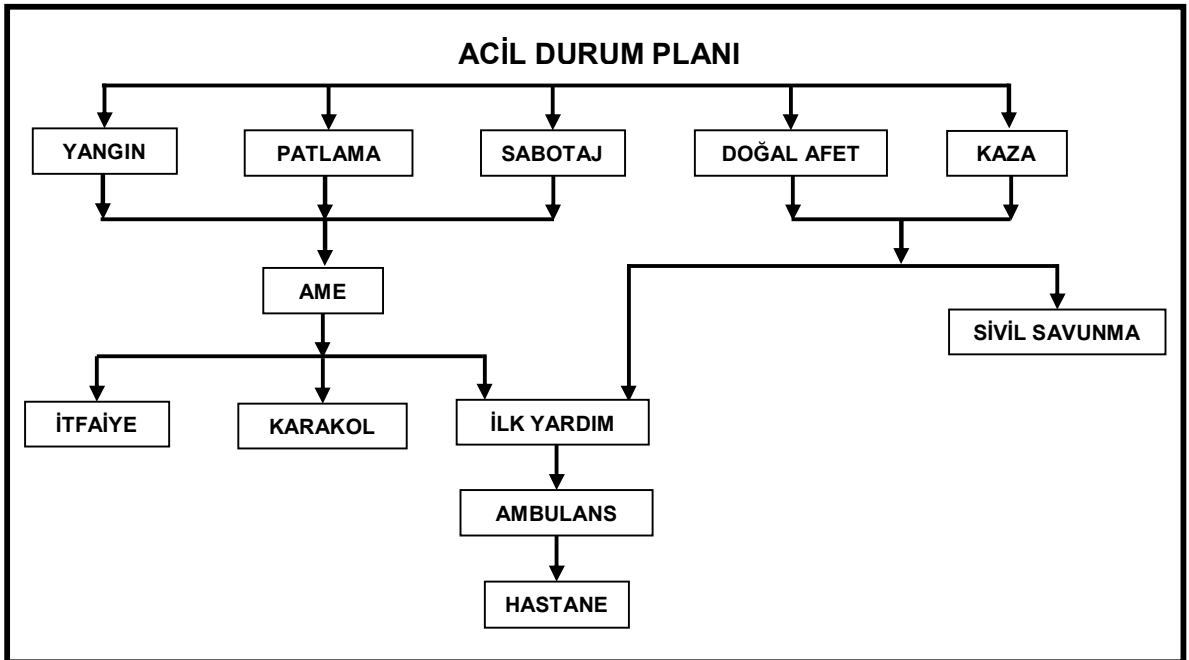 ACİL DURUM PLANI
YANGIN
PATLAMA
SABOTAJ
DOĞAL AFET
KAZA
AME
SİVİL SAVUNMA
İTFAİYE
KARAKOL
İLK YARDIM
AMBULANS
HASTANE